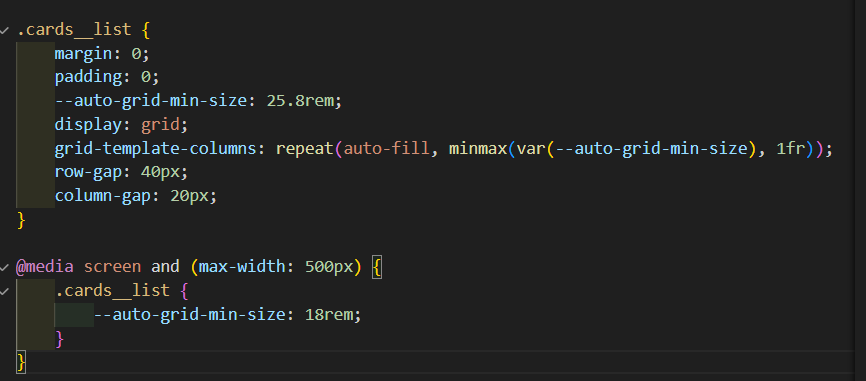 .cards__list {
    margin: 0;
    padding: 0;
    --auto-grid-min-size: 25.8rem;
    display: grid;
    grid-template-columns: repeat(auto-fill, minmax(var(--auto-grid-min-size), 1fr));
    row-gap: 40px;
    column-gap: 20px;
}

@media screen and (max-width: 500px) {
    .cards__list {
        --auto-grid-min-size: 18rem;
    }
}